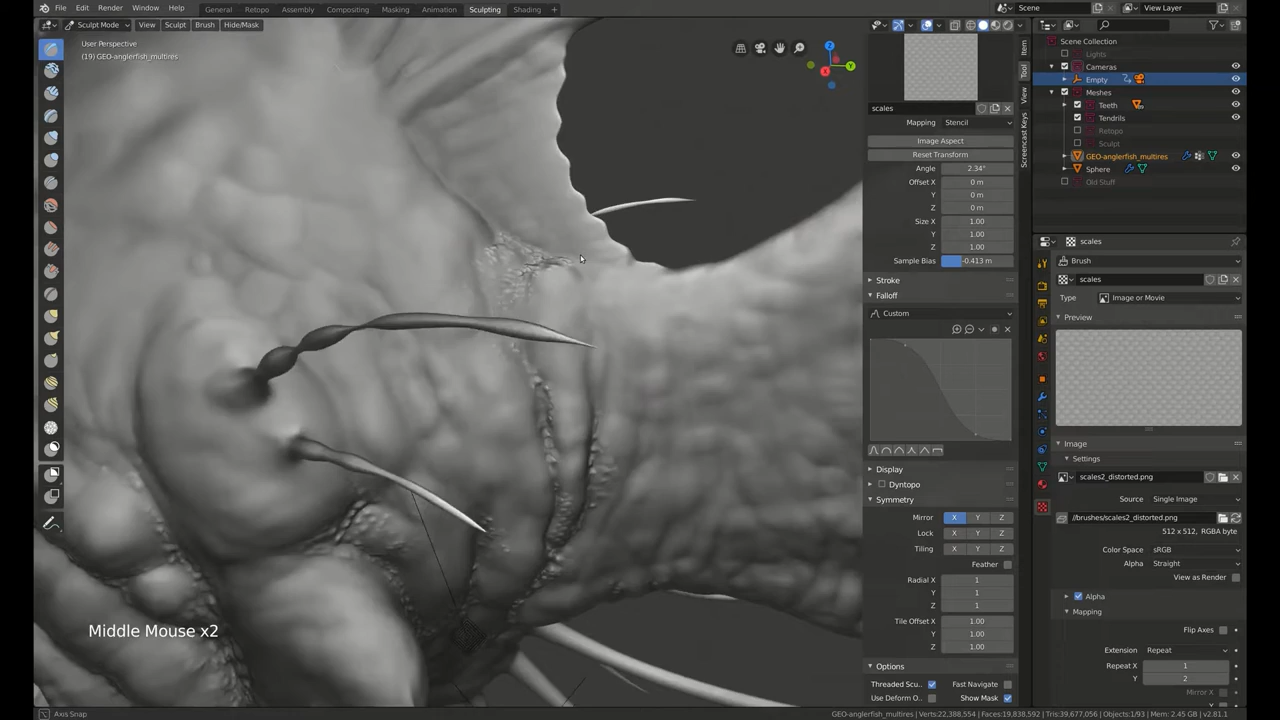 File Edit Render Window Help General Retopo Assembly Compositing Masking Animation Sculpting Shading + Scene View Layer
Sculpt Mode View Sculpt Brush Hide/Mask
User Perspective
(19) GEO-anglerfish_multires
Item
Tool
View
Screencast Keys
scales
Mapping Stencil
Image Aspect
Reset Transform
Angle 2.34°
Offset X 0 m
Y 0 m
Z 0 m
Size X 1.00
Y 1.00
Z 1.00
Sample Bias -0.413 m
Stroke
Falloff
Custom
Display
Dyntopo
Symmetry
Mirror X Y Z
Lock X Y Z
Tiling X Y Z
Feather
Radial X 1
Y 1
Z 1
Tile Offset X 1.00
Y 1.00
Z 1.00
Options
Threaded Scu.. Fast Navigate
Use Deform O.. Show Mask
Scene Collection
Lights
Cameras
Empty
Meshes
Teeth
Tendrils
Retopo
Sculpt
GEO-anglerfish_multires
Sphere
Old Stuff
scales
Brush
scales
Type Image or Movie
Preview
Image
Settings
scales2_distorted.png
Source Single Image
//brushes/scales2_distorted.png
512 x 512, RGBA byte
Color Space sRGB
Alpha Straight
View as Render
Alpha
Mapping
Flip Axes
Extension Repeat
Repeat X 1
Y 2
Mirror X
Middle Mouse x2
Axis Snap
GEO-anglerfish_multires | Verts:22,388,554 | Faces:19,838,592 | Tris:39,677,056 | Objects:1/93 | Mem: 2.45 GB | v2.81.1